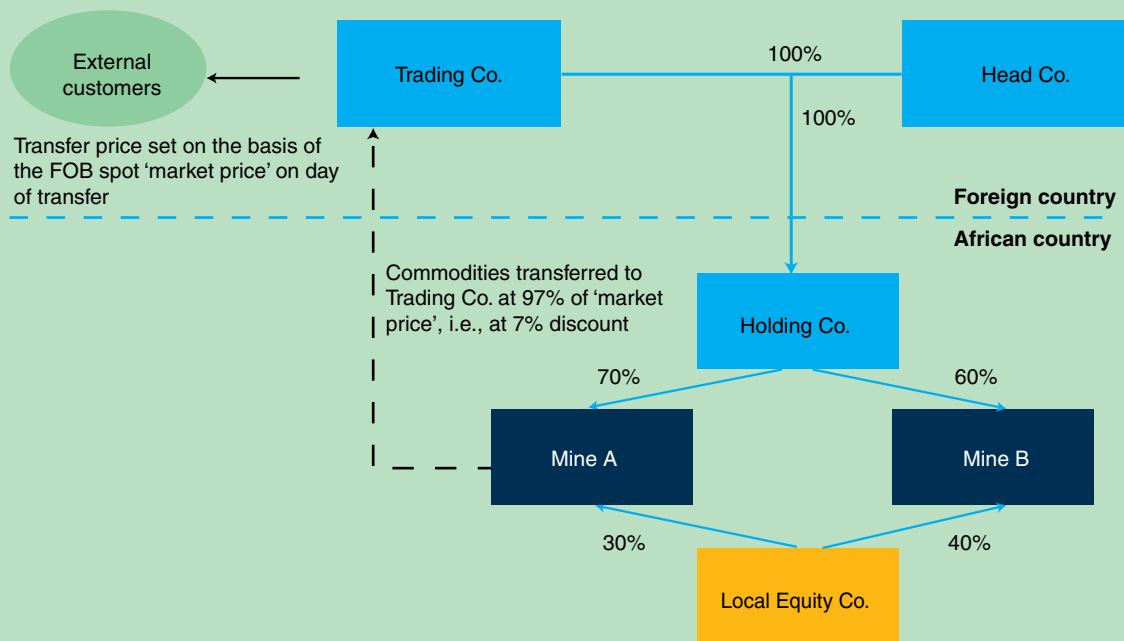 External
customers
Trading Co.
100%
Head Co.
100%
Transfer price set on the basis of
the FOB spot ‘market price’ on day
of transfer
Foreign country
African country
Commodities transferred to
Trading Co. at 97% of ‘market
price’, i.e., at 7% discount
Holding Co.
70%
60%
Mine A
Mine B
30%
40%
Local Equity Co.